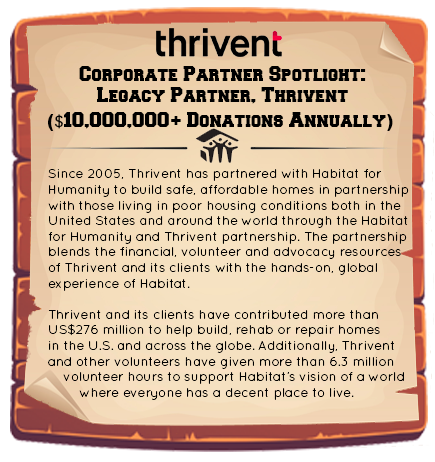 thrivent
Corporate Partner Spotlight:
Legacy Partner, Thrivent
($10,000,000+ Donations Annually)
Since 2005, Thrivent has partnered with Habitat for
Humanity to build safe, affordable homes in partnership
with those living in poor housing conditions both in the
United States and around the world through the Habitat
for Humanity and Thrivent partnership. The partnership
blends the financial, volunteer and advocacy resources
of Thrivent and its clients with the hands-on, global
experience of Habitat.
Thrivent and its clients have contributed more than
US$276 million to help build, rehab or repair homes
in the U.S. and across the globe. Additionally, Thrivent
and other volunteers have given more than 6.3 million
volunteer hours to support Habitat's vision of a world
where everyone has a decent place to live.